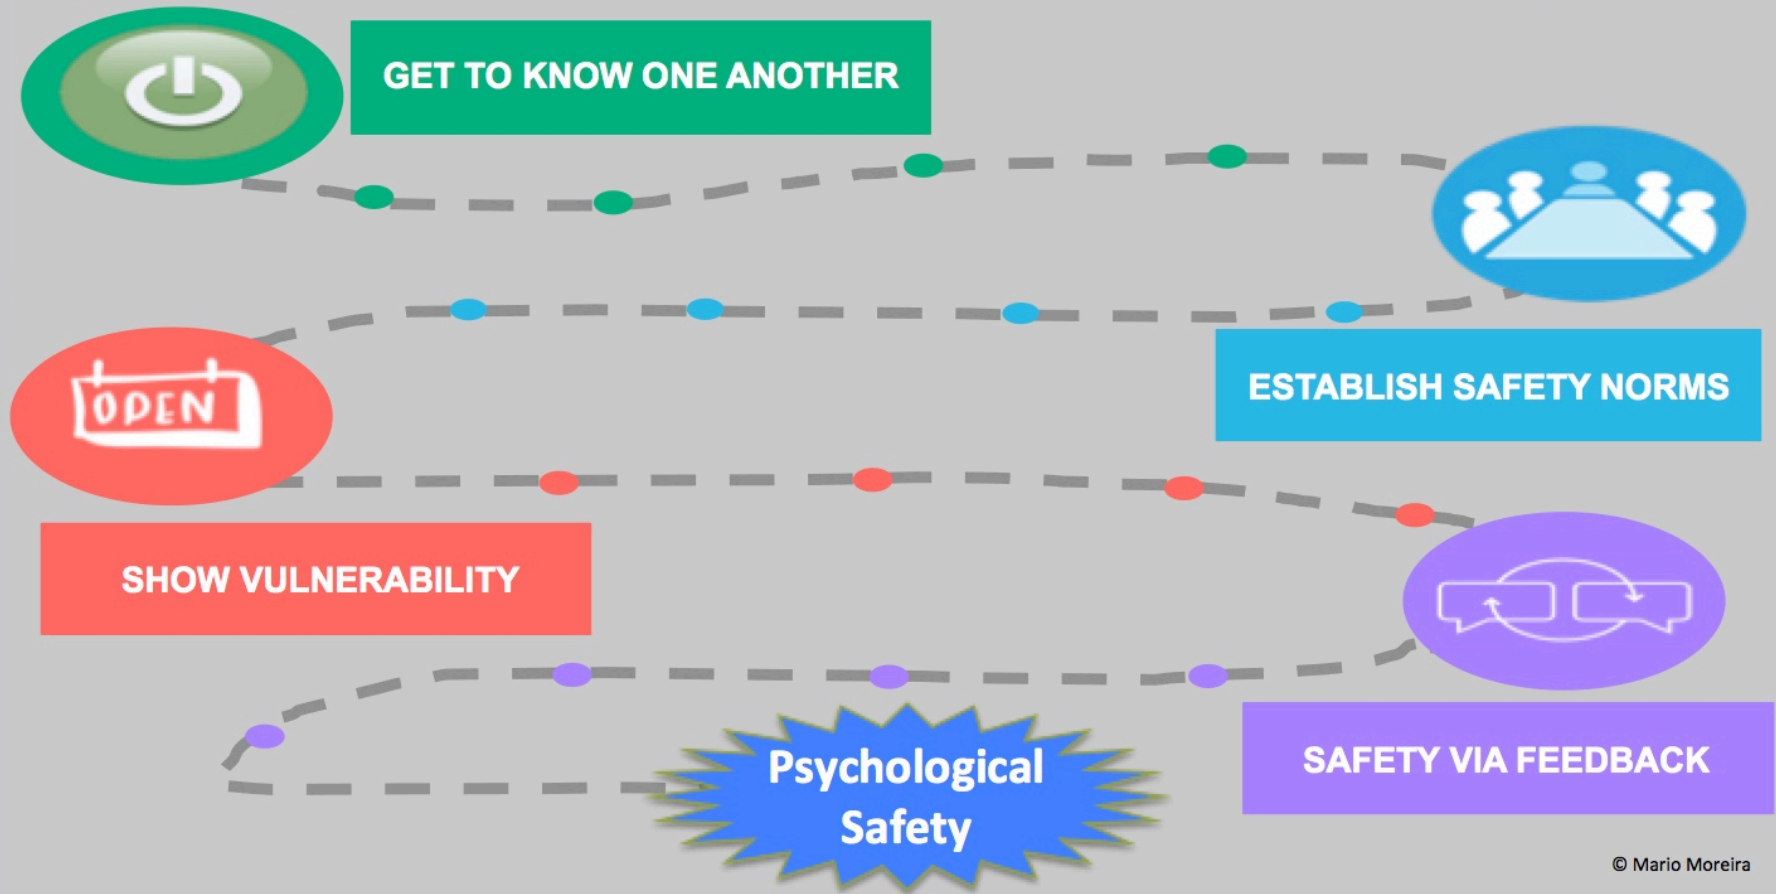 GET TO KNOW ONE ANOTHER
ESTABLISH SAFETY NORMS
OPEN
SHOW VULNERABILITY
SAFETY VIA FEEDBACK
Psychological
Safety
© Mario Moreira